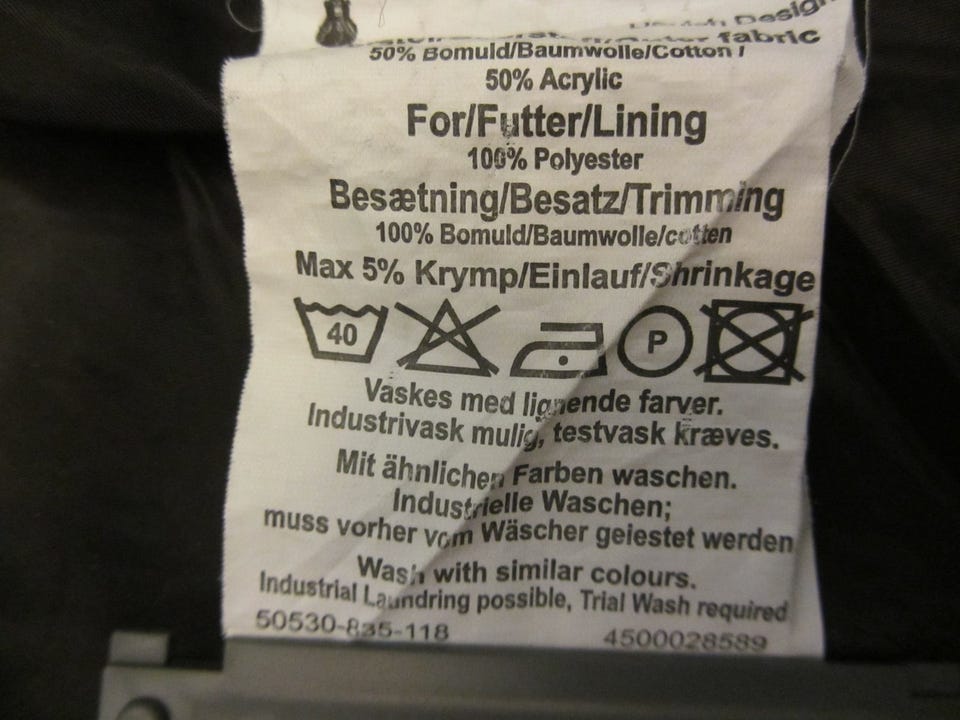 Design
fabric
50% Bomuld/Baumwolle/Cotton /
50% Acrylic
For/Futter/Lining
100% Polyester
Besætning/Besatz/Trimming
100% Bomuld/Baumwolle/cotten
Max 5% Krymp/Einlauf/Shrinkage
40 P
Vaskes med lignende farver.
Industrivask mulig, testvask kræves.
Mit ähnlichen Farben waschen.
Industrielle Waschen;
muss vorher vom Wäscher geiestet werden
Wash with similar colours.
Industrial Laundring possible, Trial Wash required
50530-835-118
4500028589